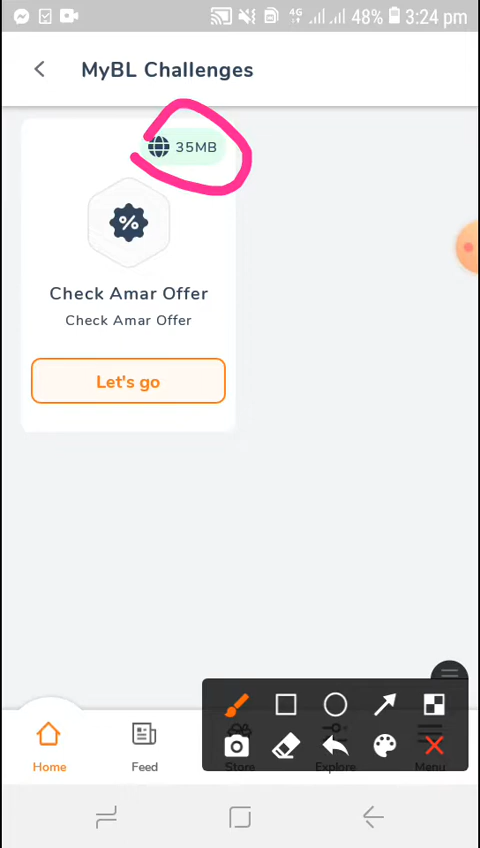 4G 48% 3:24 pm
MyBL Challenges
35MB
Check Amar Offer
Check Amar Offer
Let's go
Home Feed Store Explore Menu